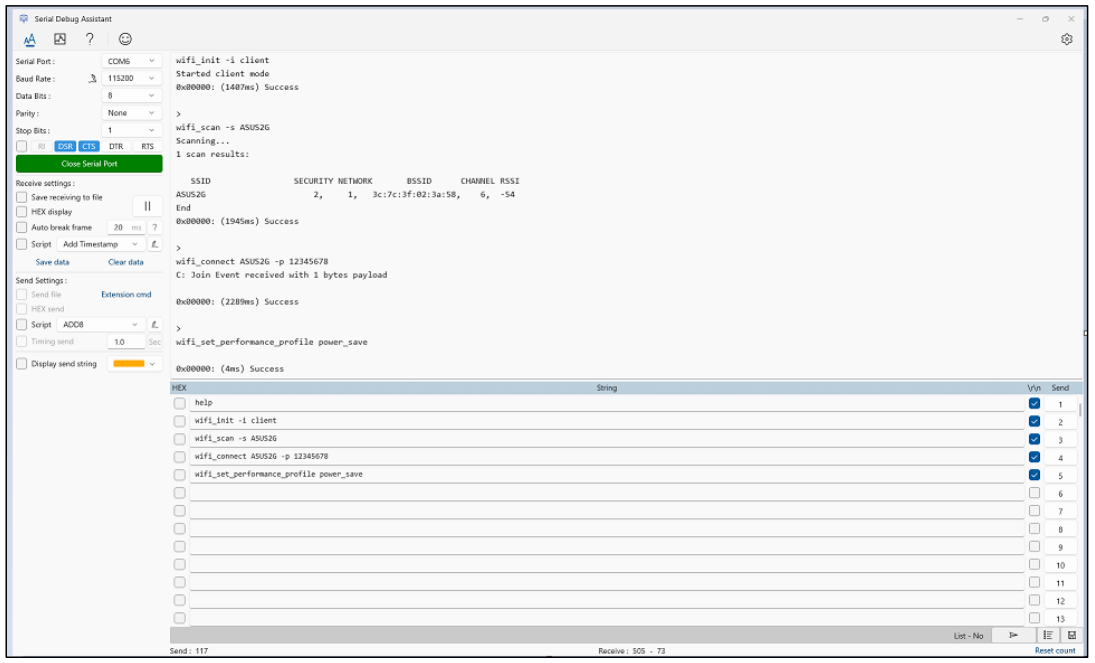 Serial Debug Assistant
Serial Port : COM6
Baud Rate : 115200
Data Bits : 8
Parity : None
Stop Bits : 1
RI DSR CTS DTR RTS
Close Serial Port
Receive settings :
Save receiving to file
HEX display
Auto break frame 20 ms ?
Script Add Timestamp
Save data Clear data
Send Settings :
Send file Extension cmd
HEX send
Script ADD8
Timing send 1.0 Sec
Display send string
wifi_init -i client
Started client mode
0x00000: (1407ms) Success
>
wifi_scan -s ASUS2G
Scanning...
1 scan results:
SSID SECURITY NETWORK BSSID CHANNEL RSSI
ASUS2G 2, 1, 3c:7c:3f:02:3a:58, 6, -54
End
0x00000: (1945ms) Success
>
wifi_connect ASUS2G -p 12345678
C: Join Event received with 1 bytes payload
0x00000: (2289ms) Success
>
wifi_set_performance_profile power_save
0x00000: (4ms) Success
HEX String \r\n Send
help 1
wifi_init -i client 2
wifi_scan -s ASUS2G 3
wifi_connect ASUS2G -p 12345678 4
wifi_set_performance_profile power_save 5
6
7
8
9
10
11
12
13
List - No
Send : 117 Receive : 505 - 73 Reset count